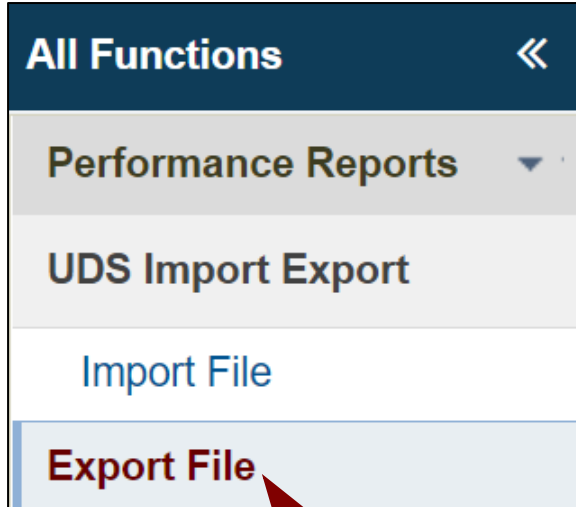 All Functions
Performance Reports
UDS Import Export
Import File
Export File